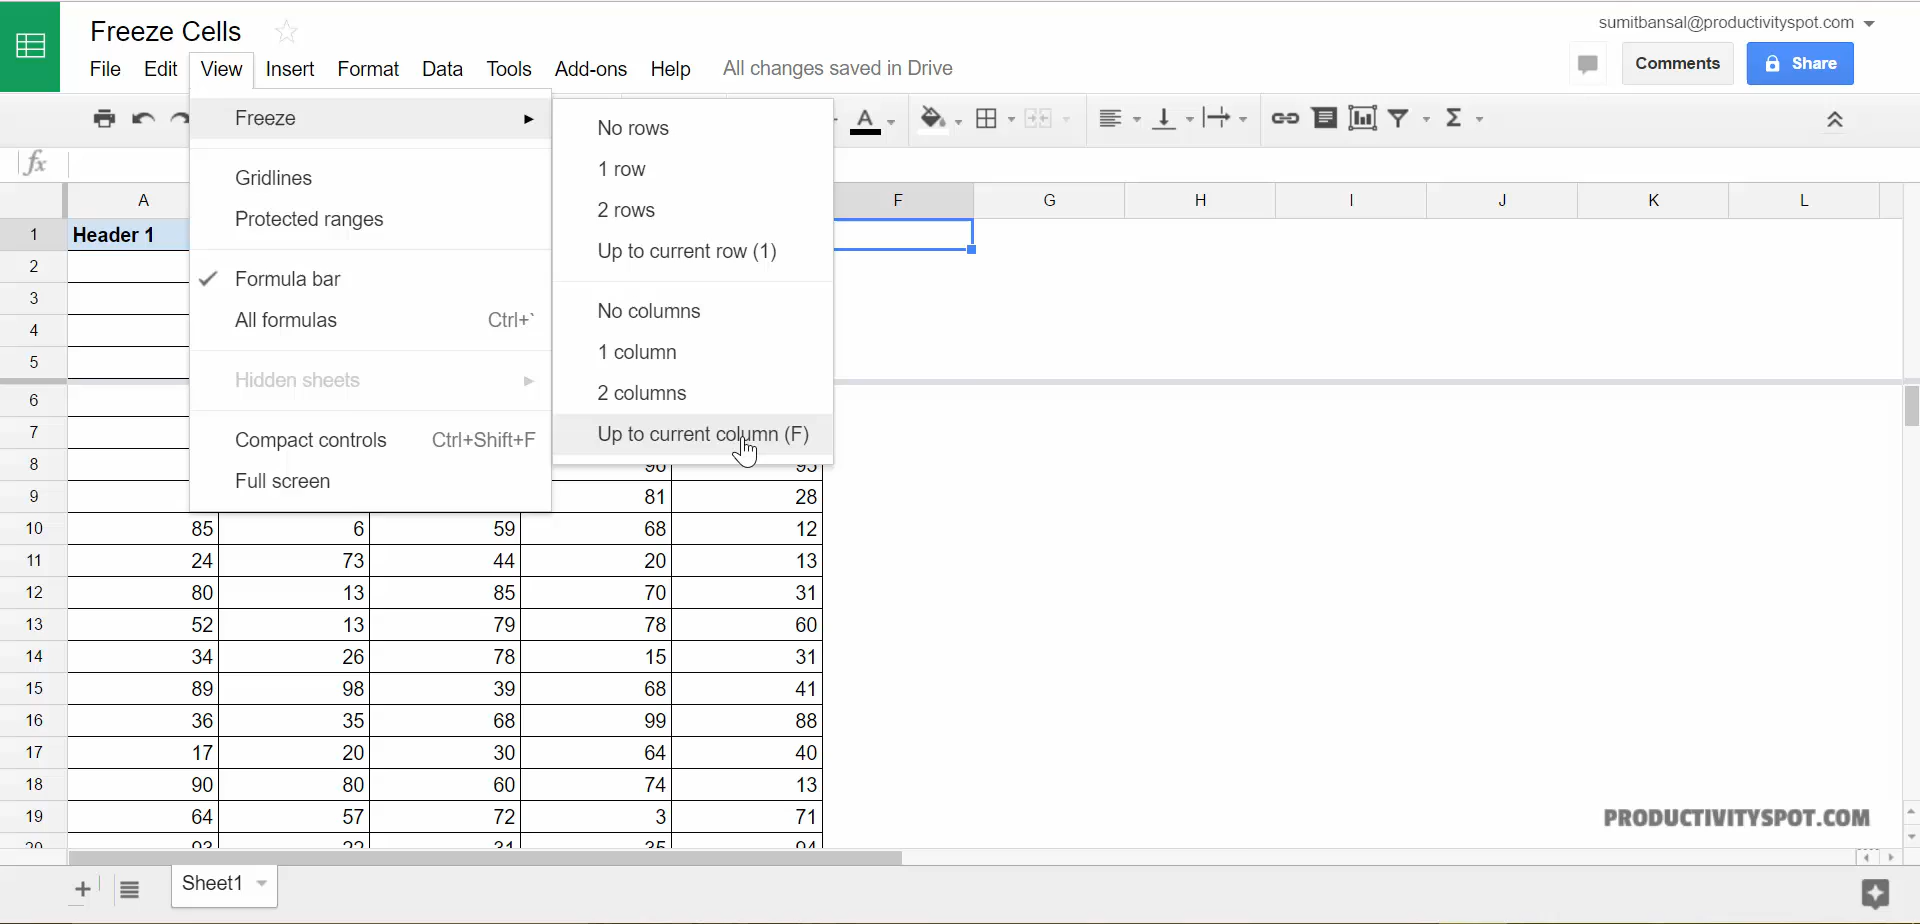 Freeze Cells
sumitbansal@productivityspot.com
File Edit View Insert Format Data Tools Add-ons Help All changes saved in Drive
Comments Share
Freeze
Gridlines
Protected ranges
Formula bar
All formulas Ctrl+`
Hidden sheets
Compact controls Ctrl+Shift+F
Full screen
No rows
1 row
2 rows
Up to current row (1)
No columns
1 column
2 columns
Up to current column (F)
A
Σ
fx
A F G H I J K L
1 Header 1
2
3
4
5
6
7
8 96
9 81 28
10 85 6 59 68 12
11 24 73 44 20 13
12 80 13 85 70 31
13 52 13 79 78 60
14 34 26 78 15 31
15 89 98 39 68 41
16 36 35 68 99 88
17 17 20 30 64 40
18 90 80 60 74 13
19 64 57 72 3 71
20
PRODUCTIVITYSPOT.COM
+ Sheet1